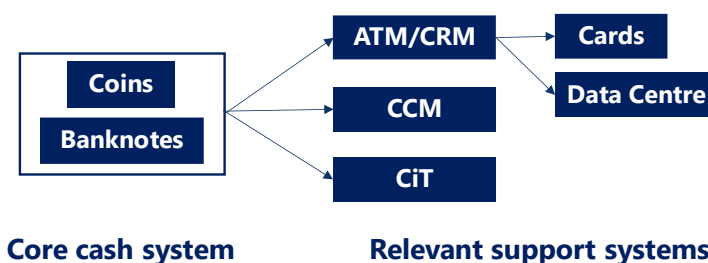 Coins
Banknotes
ATM/CRM
CCM
CiT
Cards
Data Centre
Core cash system
Relevant support systems